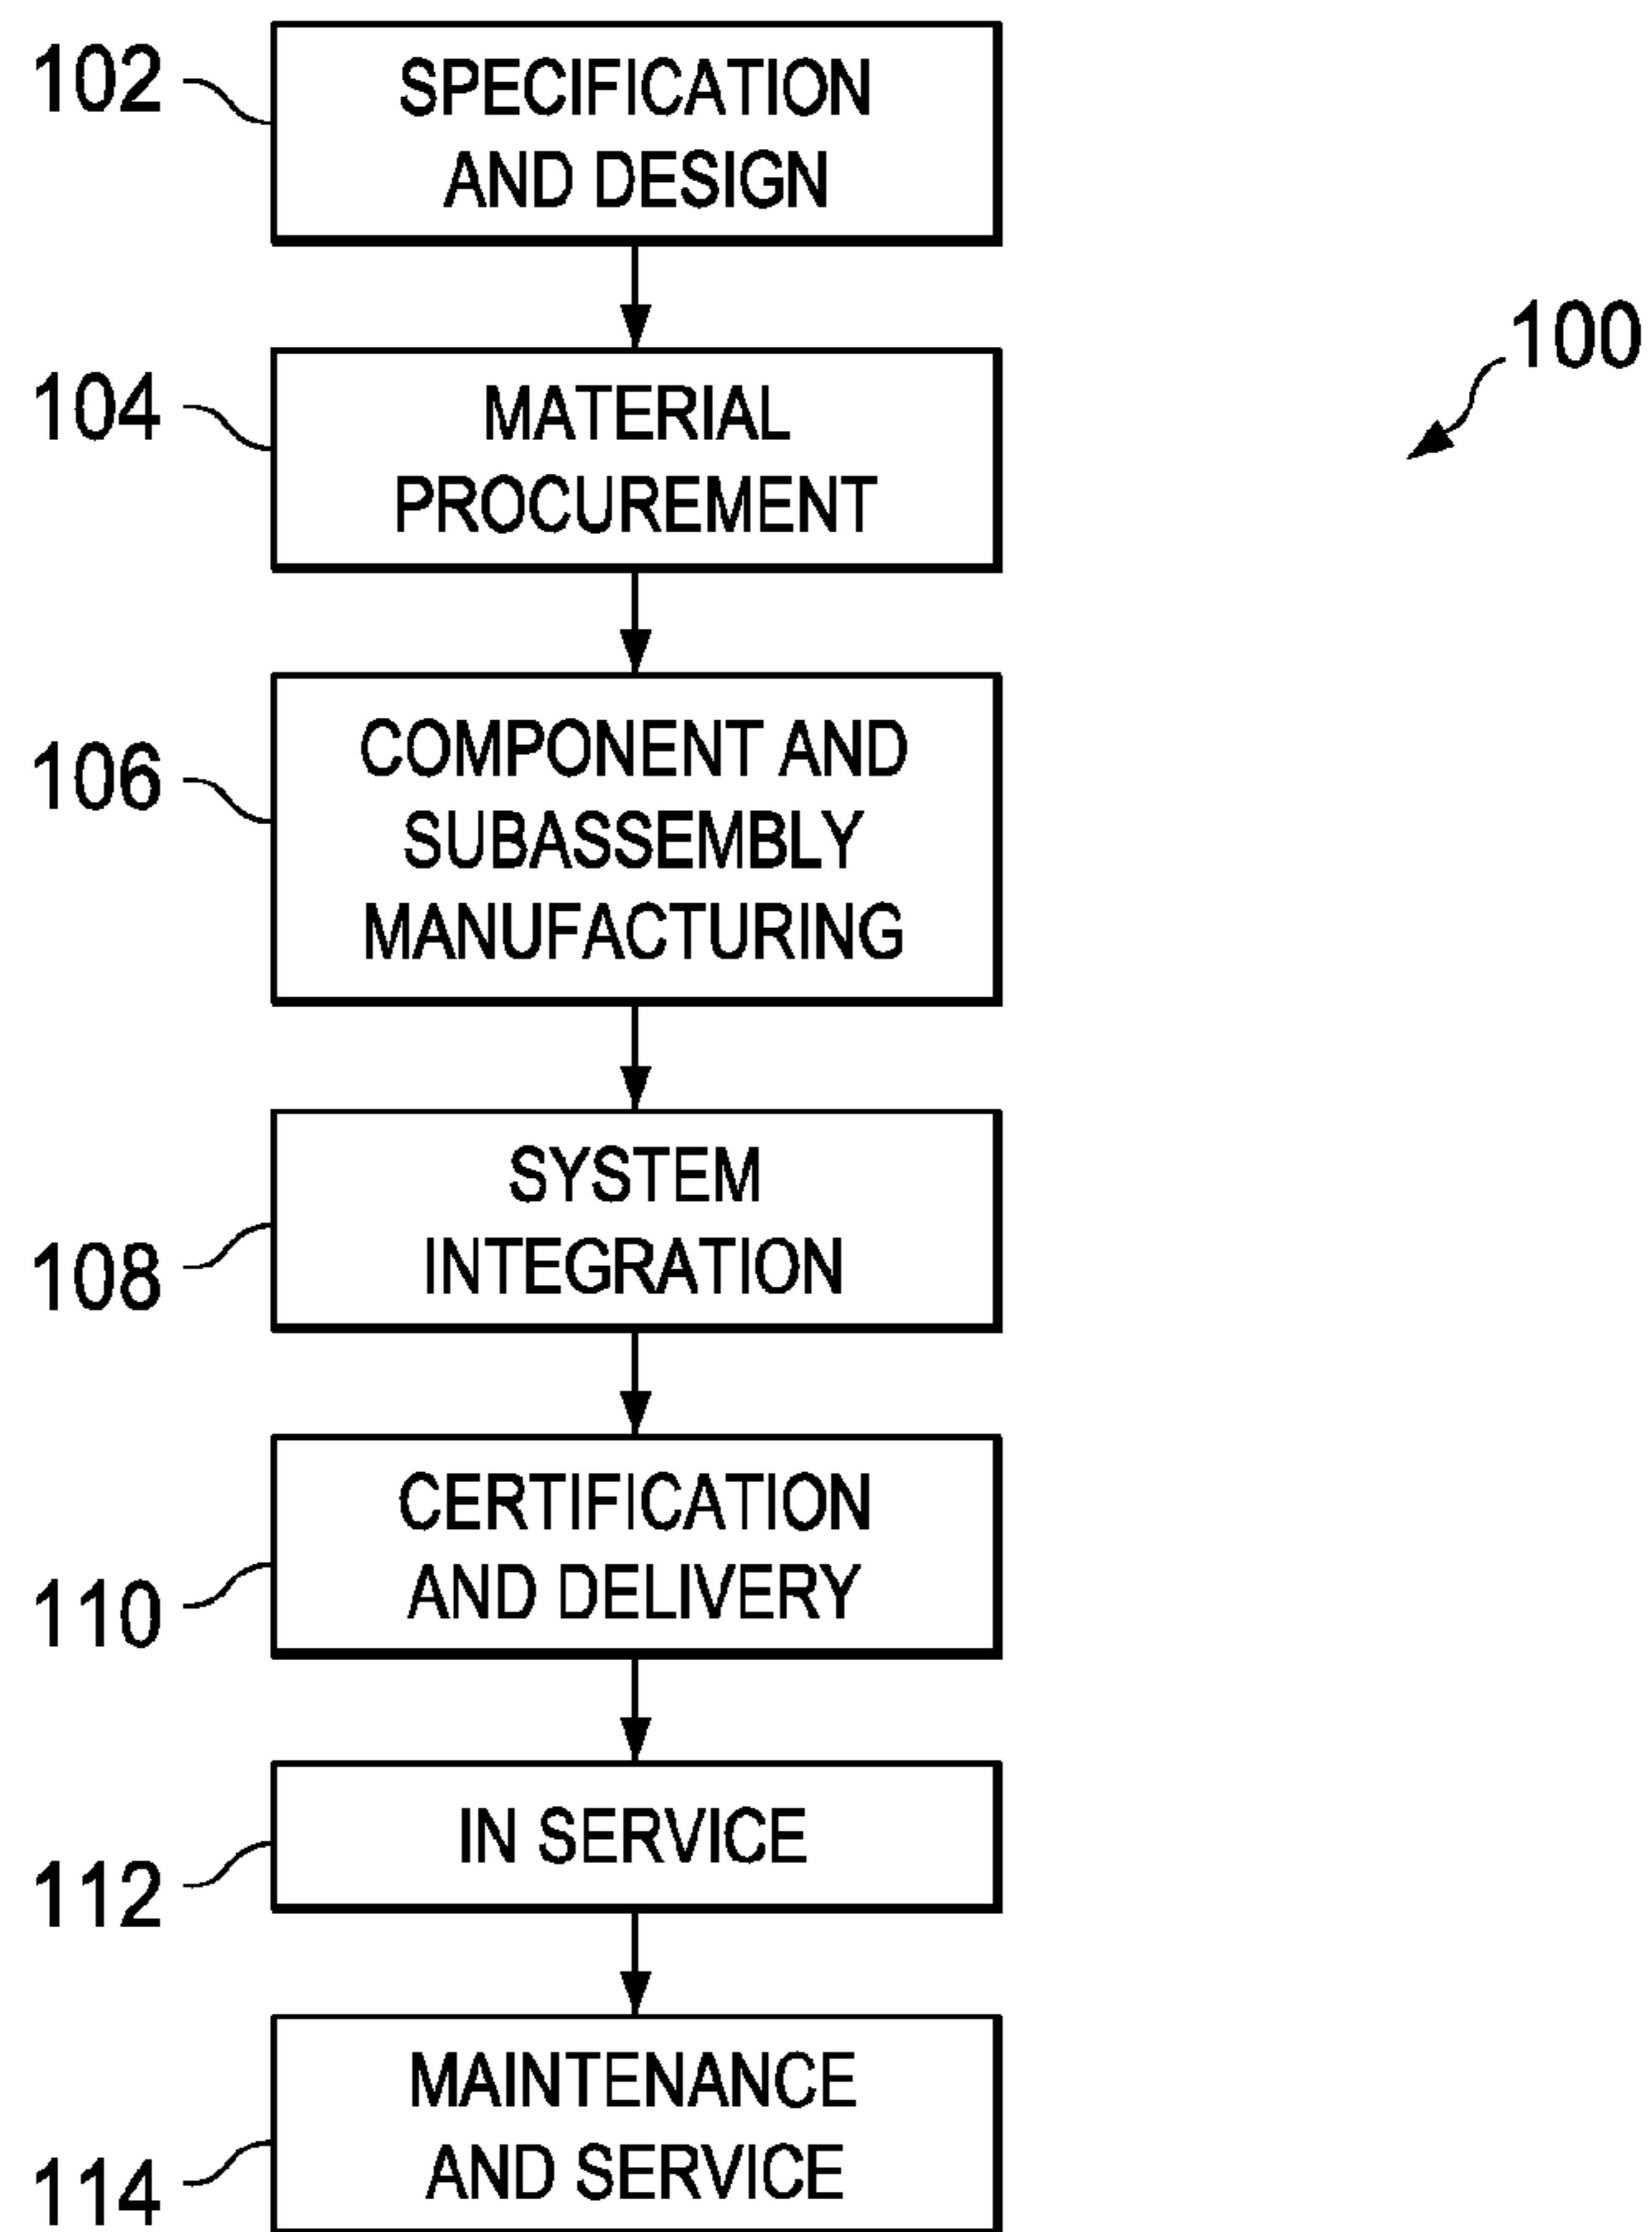 102
SPECIFICATION
AND DESIGN
100
104
MATERIAL
PROCUREMENT
106
COMPONENT AND
SUBASSEMBLY
MANUFACTURING
108
SYSTEM
INTEGRATION
110
CERTIFICATION
AND DELIVERY
112
IN SERVICE
114
MAINTENANCE
AND SERVICE